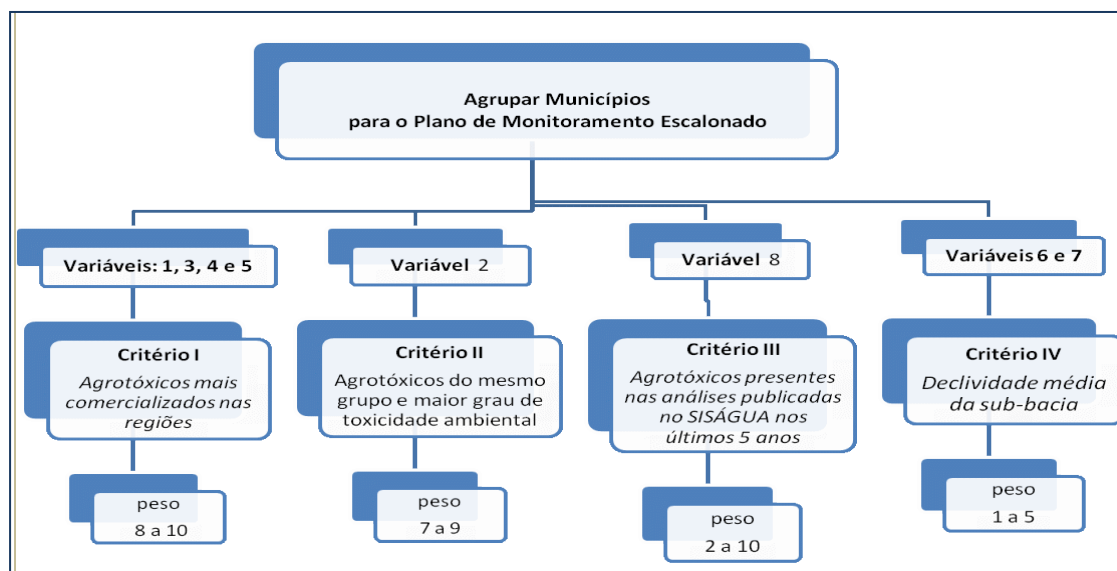 Agrupar Municípios
para o Plano de Monitoramento Escalonado
Variáveis: 1, 3, 4 e 5
Variável 2
Variável 8
Variáveis 6 e 7
Critério I
Agrotóxicos mais
comercializados nas
regiões
Critério II
Agrotóxicos do mesmo
grupo e maior grau de
toxicidade ambiental
Critério III
Agrotóxicos presentes
nas análises publicadas
no SISÁGUA nos
últimos 5 anos
Critério IV
Declividade média
da sub-bacia
peso
8 a 10
peso
7 a 9
peso
2 a 10
peso
1 a 5